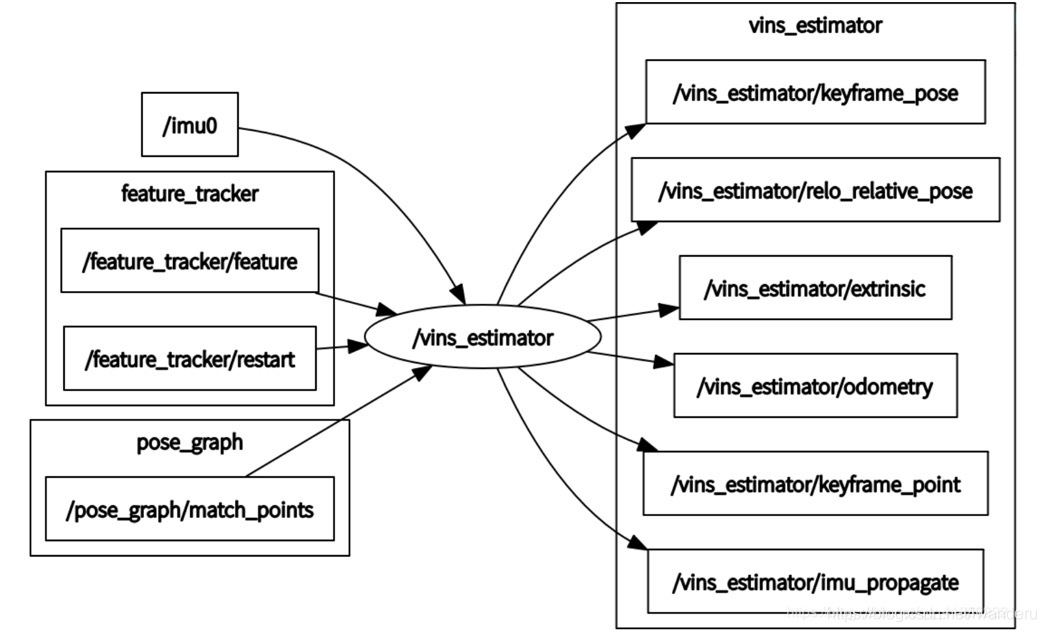 vins_estimator
/vins_estimator/keyframe_pose
/imu0
/vins_estimator/relo_relative_pose
feature_tracker
/feature_tracker/feature
/vins_estimator/extrinsic
/vins_estimator
/feature_tracker/restart
/vins_estimator/odometry
pose_graph
/vins_estimator/keyframe_point
/pose_graph/match_points
/vins_estimator/imu_propagate